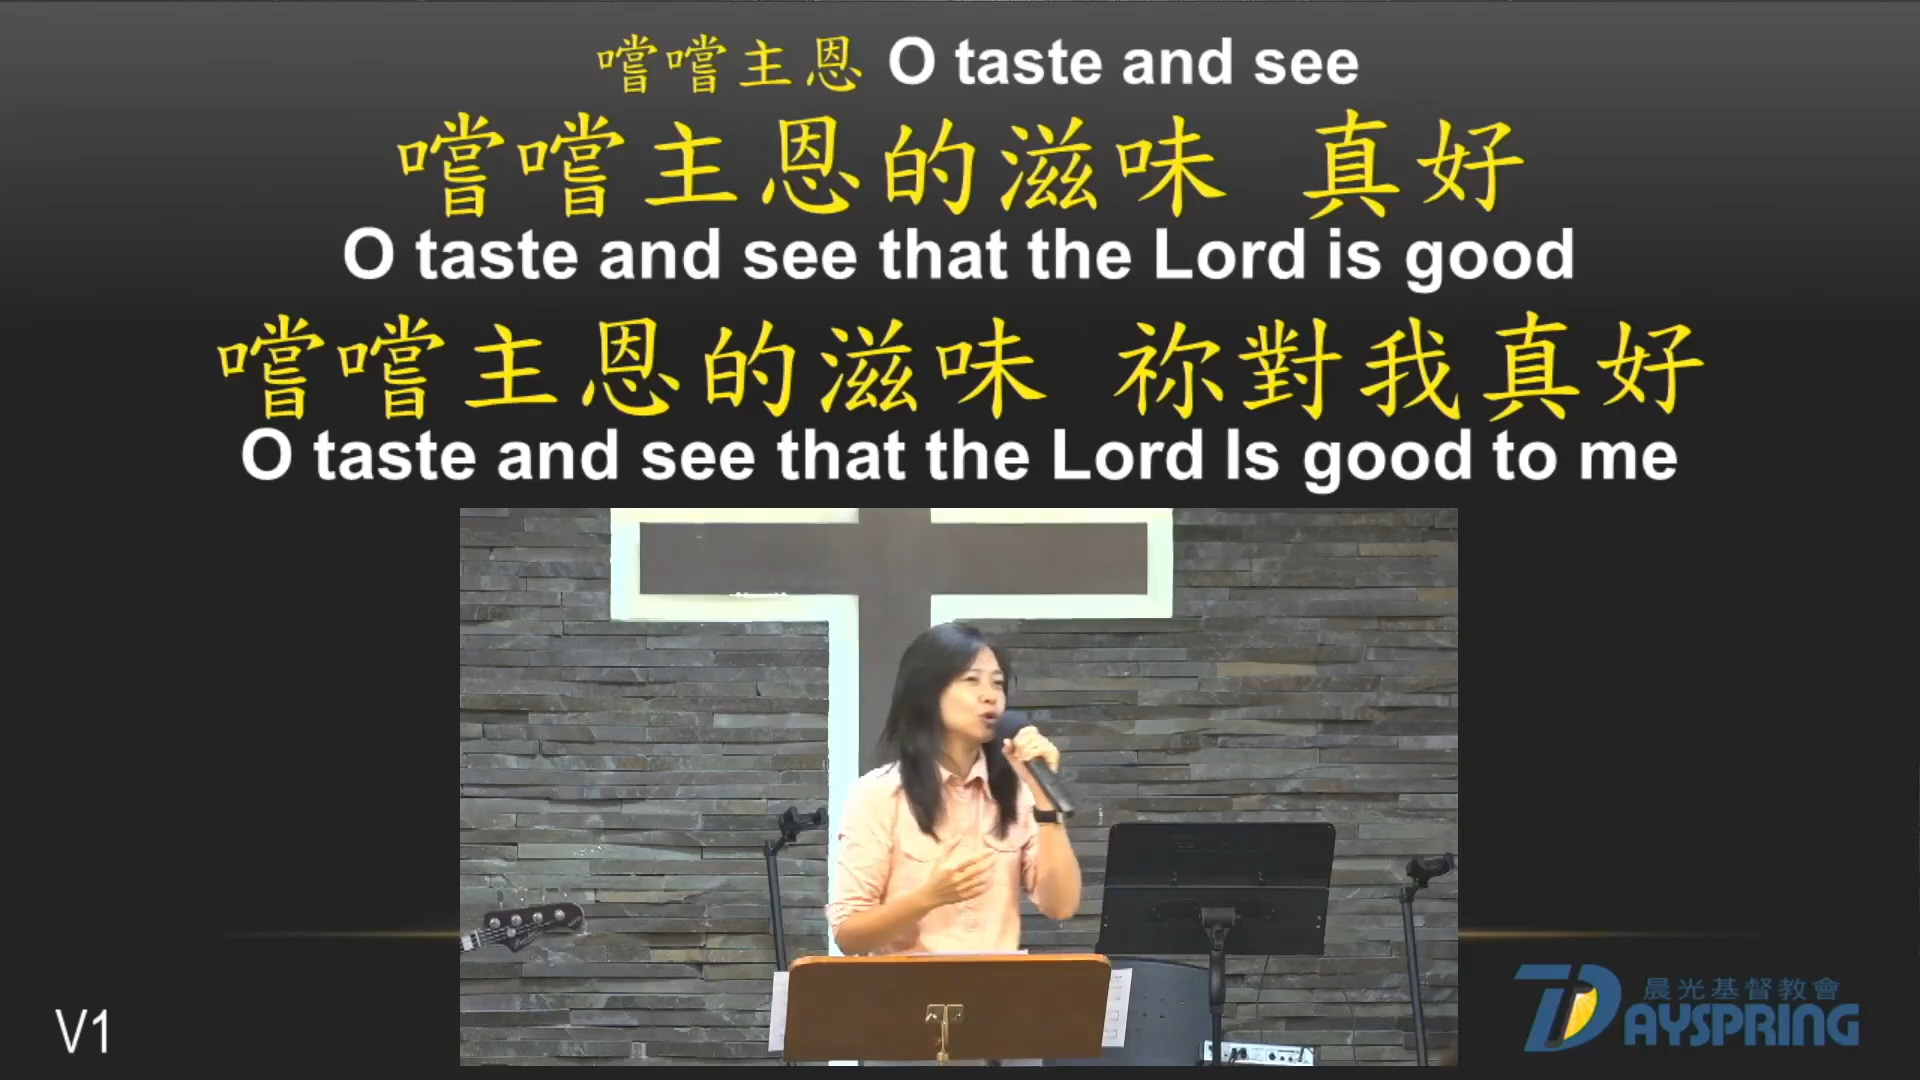 嚐嚐主恩 O taste and see
嚐嚐主恩的滋味 真好
O taste and see that the Lord is good
嚐嚐主恩的滋味 祢對我真好
O taste and see that the Lord Is good to me
V1
晨光基督教會
DAYSPRING